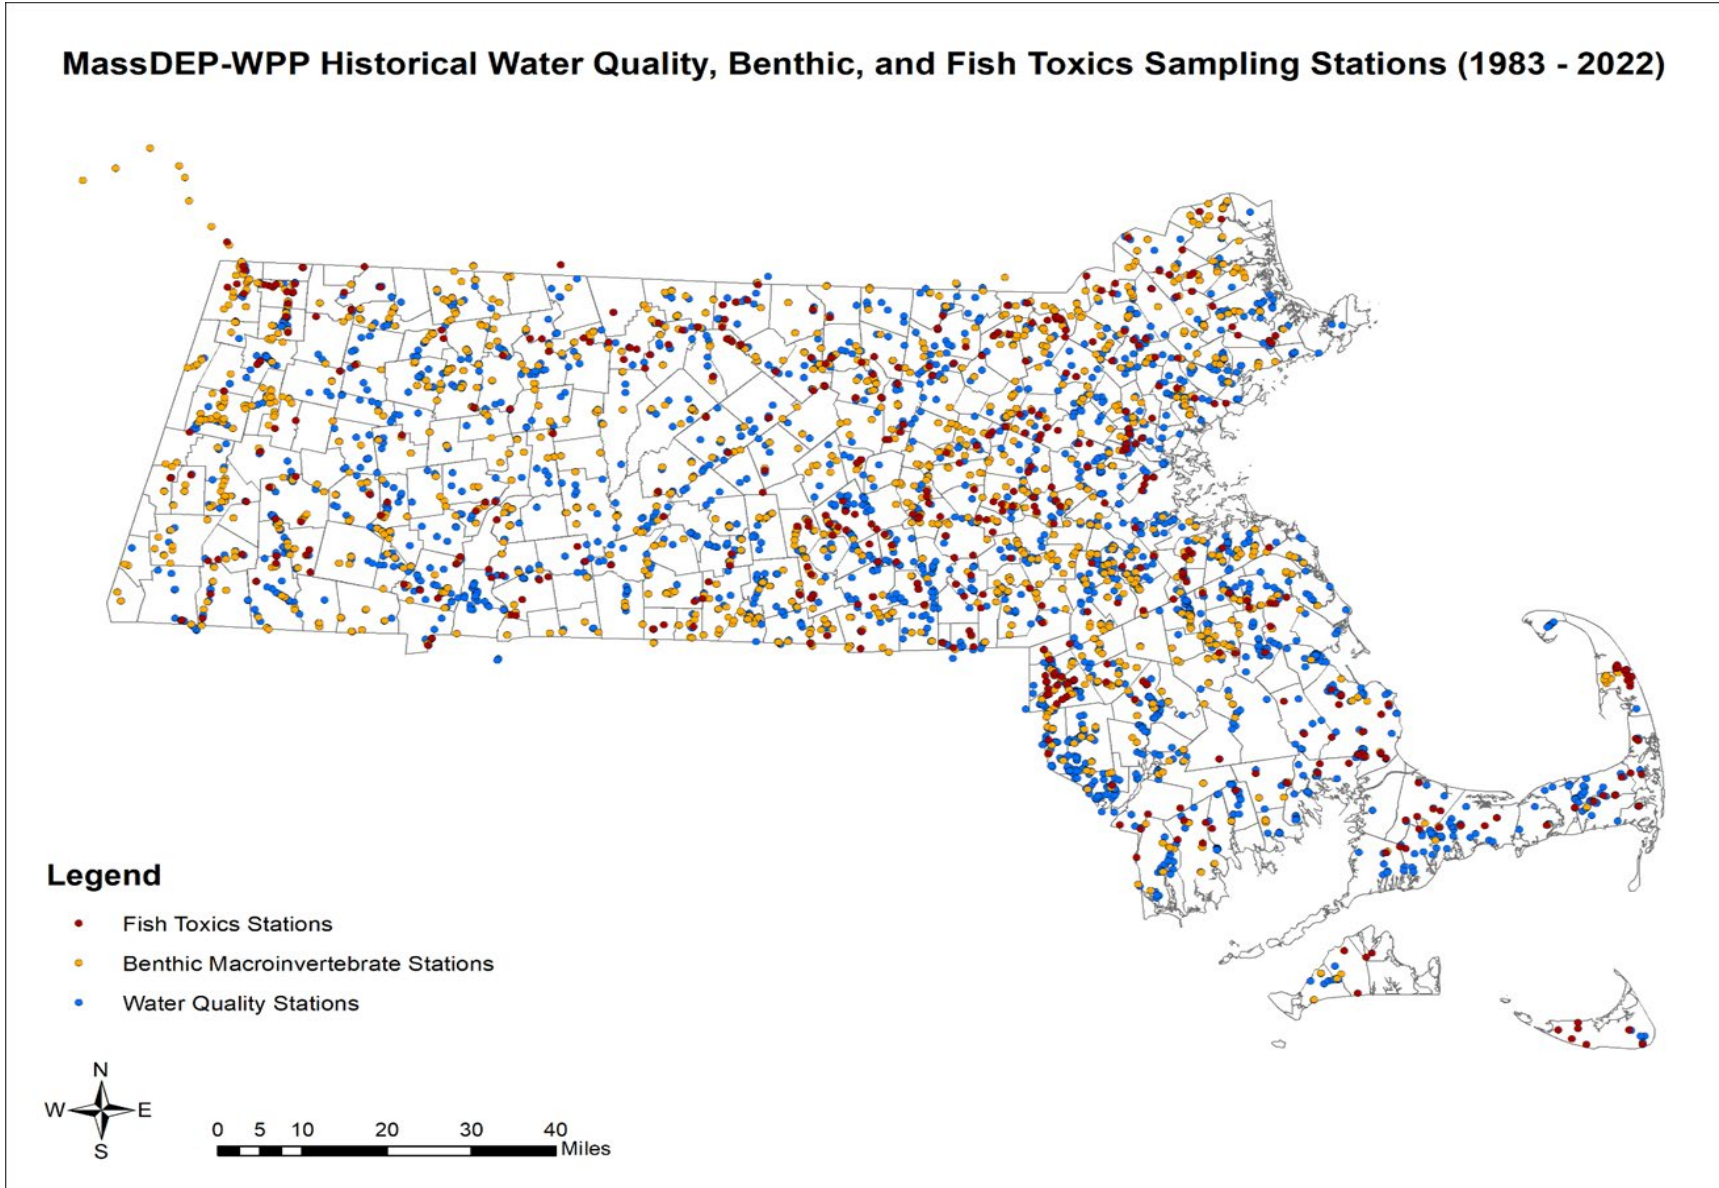 MassDEP-WPP Historical Water Quality, Benthic, and Fish Toxics Sampling Stations (1983 - 2022)
Legend
Fish Toxics Stations
Benthic Macroinvertebrate Stations
Water Quality Stations
N
W E
S
0 5 10 20 30 40
Miles